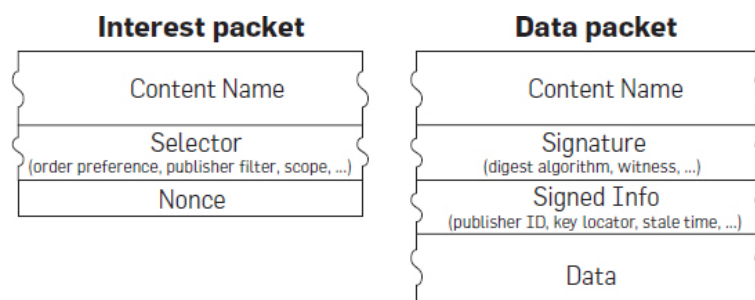 Interest packet
Content Name
Selector
(order preference, publisher filter, scope, ...)
Nonce
Data packet
Content Name
Signature
(digest algorithm, witness, ...)
Signed Info
(publisher ID, key locator, stale time, ...)
Data